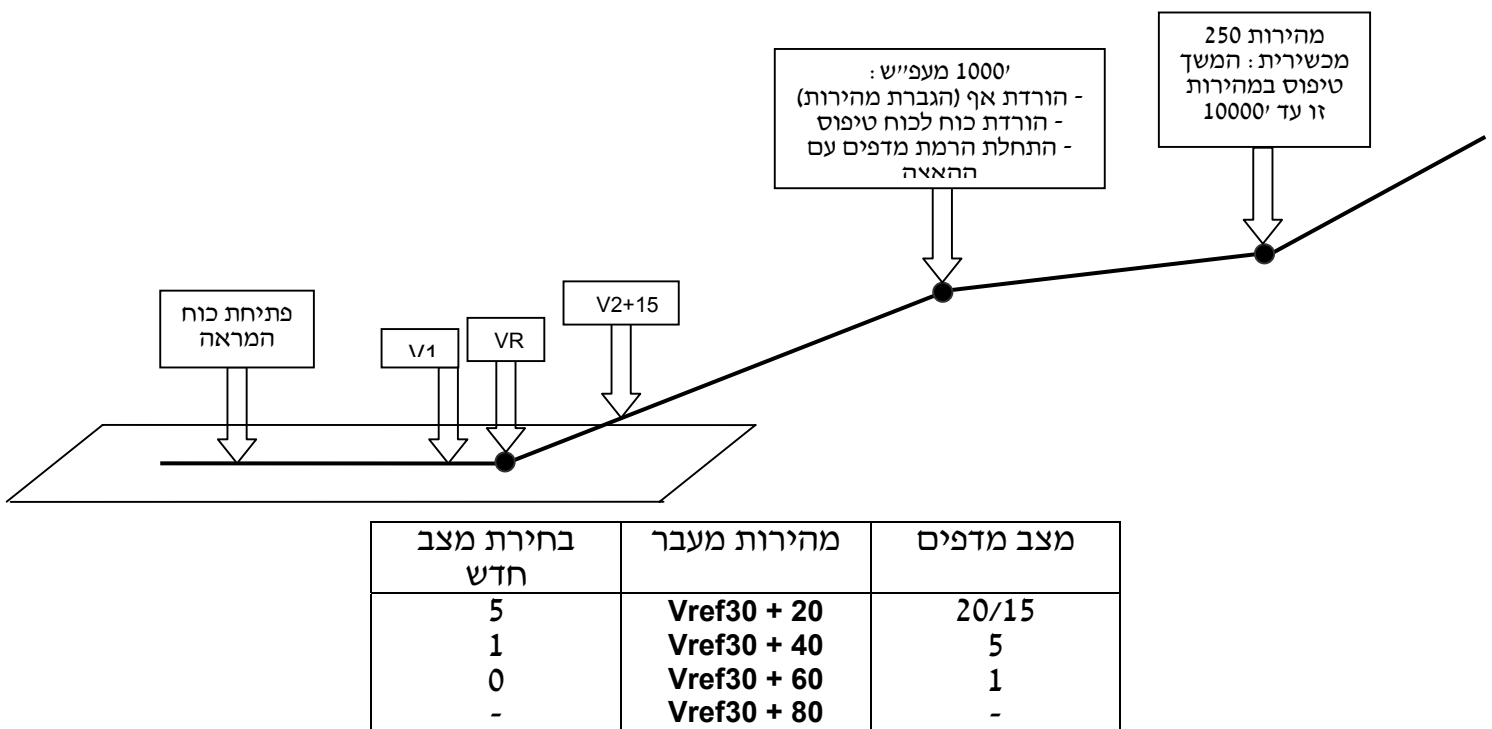 מהירות 250
מכשירית : המשך
טיפוס במהירות
זו עד 10000'
1000' מעפ״ש :
- הורדת אף (הגברת מהירות)
- הורדת כוח לכוח טיפוס
- התחלת הרמת מדפים עם
ההאצה
V2+15
VR
V1
פתיחת כוח
המראה
מצב מדפים מהירות מעבר בחירת מצב
חדש
20/15 Vref30 + 20 5
5 Vref30 + 40 1
1 Vref30 + 60 0
- Vref30 + 80 -